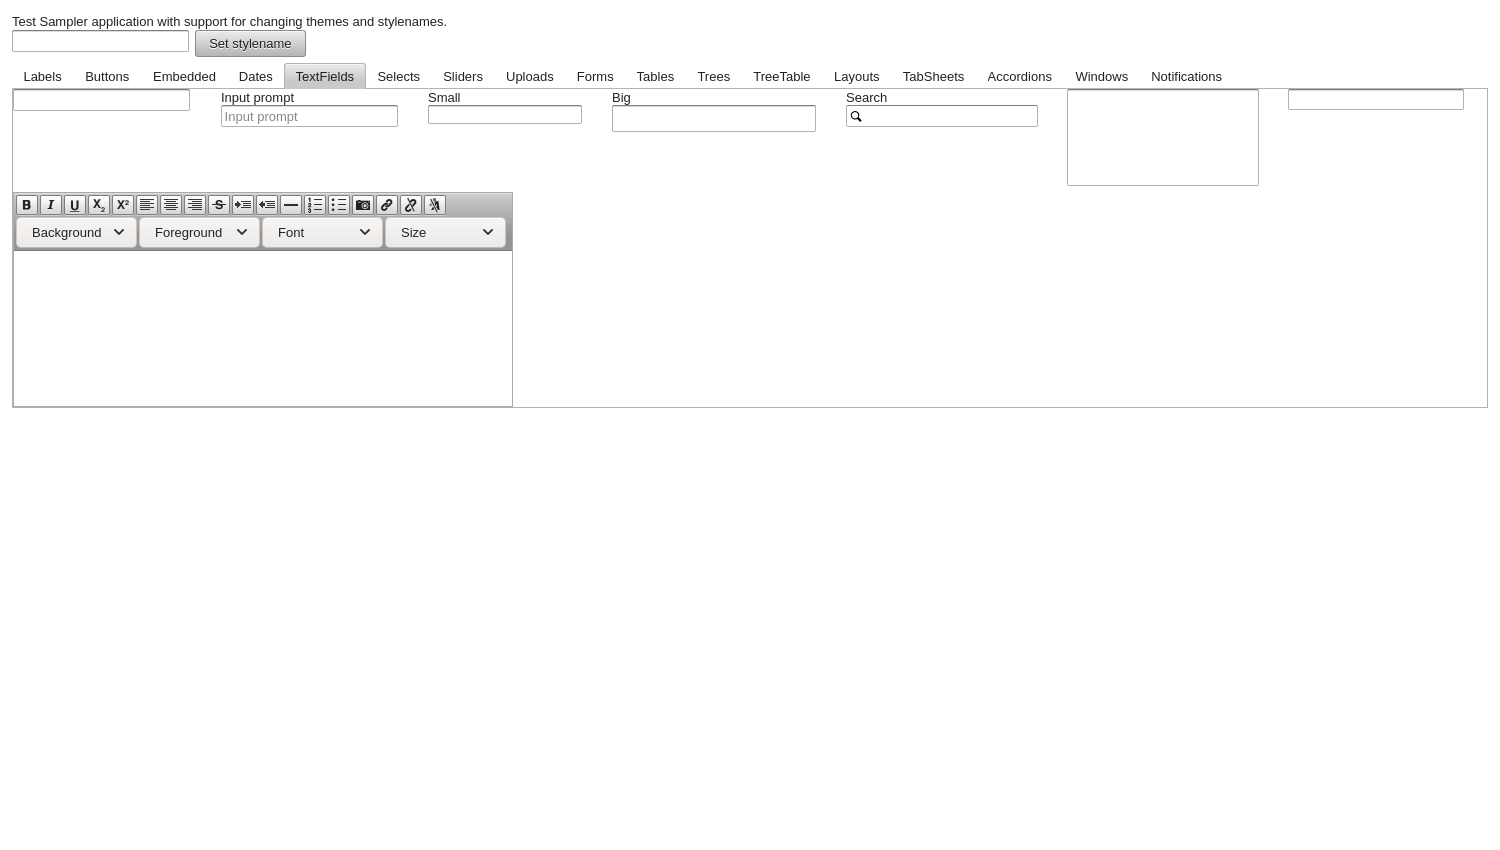 Test Sampler application with support for changing themes and stylenames.
Set stylename
Labels Buttons Embedded Dates TextFields Selects Sliders Uploads Forms Tables Trees TreeTable Layouts TabSheets Accordions Windows Notifications
Input prompt Small Big Search
Input prompt
B I U X₂ X² S
Background Foreground Font Size